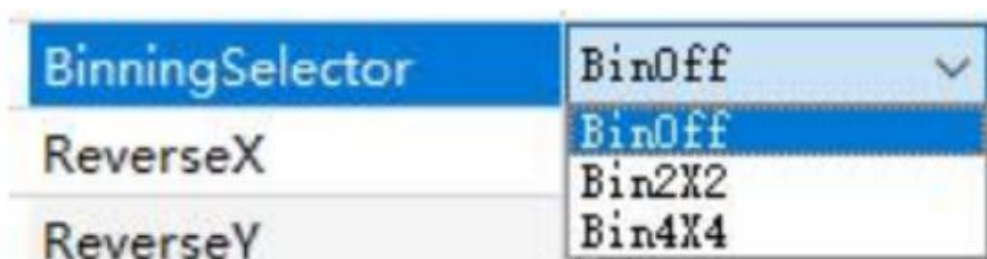 BinningSelector BinOff
BinOff
ReverseX
Bin2X2
ReverseY
Bin4X4